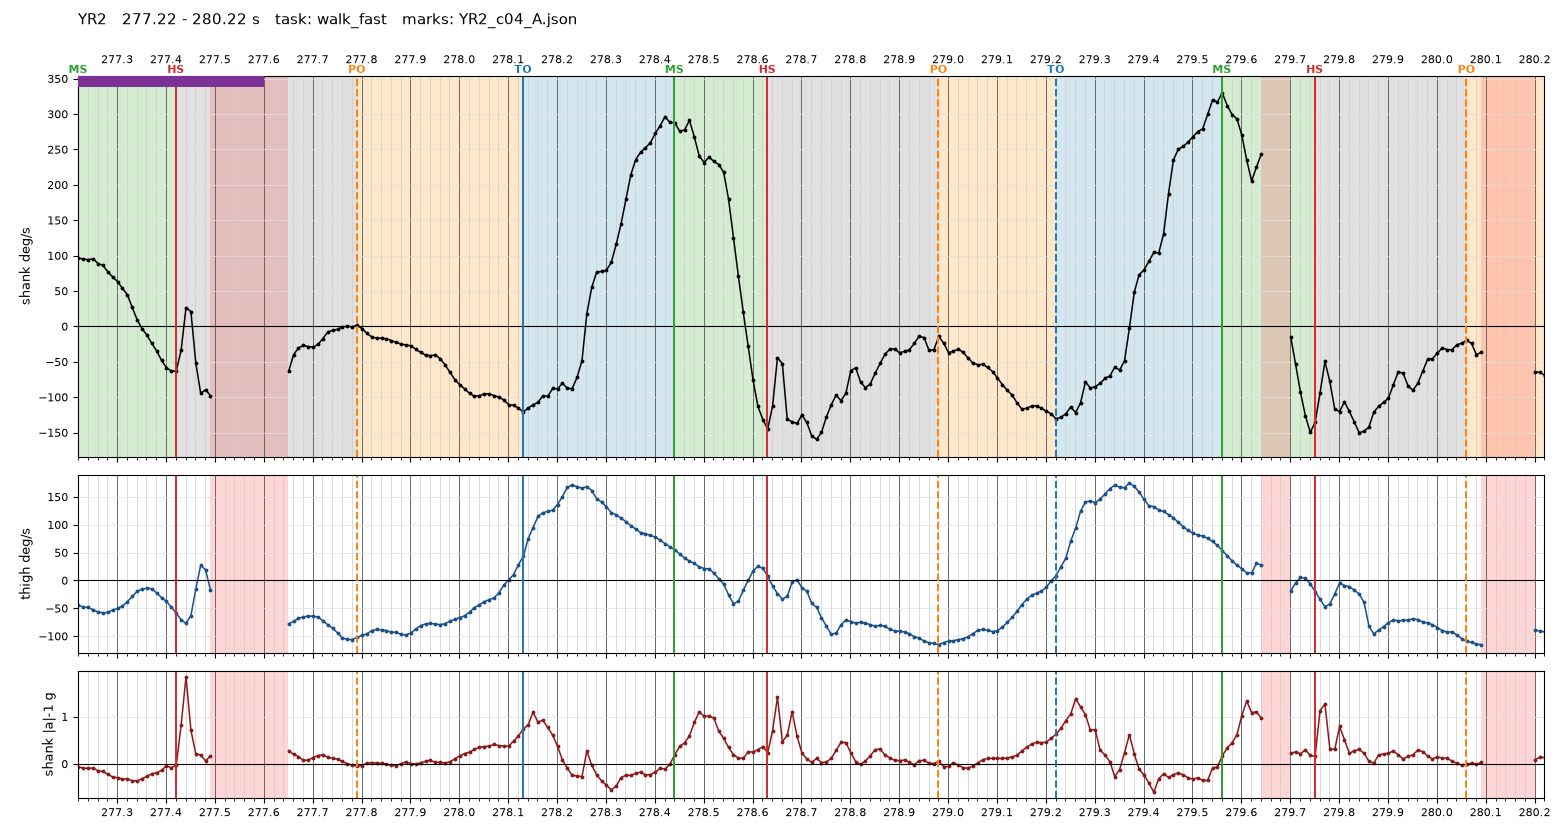 YR2   277.22 - 280.22 s   task: walk_fast   marks: YR2_c04_A.json
277.3 277.4 277.5 277.6 277.7 277.8 277.9 278.0 278.1 278.2 278.3 278.4 278.5 278.6 278.7 278.8 278.9 279.0 279.1 279.2 279.3 279.4 279.5 279.6 279.7 279.8 279.9 280.0 280.1 280.2
MS HS PO TO MS HS PO TO MS HS PO
350
300
250
200
150
100
50
0
−50
−100
−150
shank deg/s
150
100
50
0
−50
−100
thigh deg/s
1
0
shank |a|-1 g
277.3 277.4 277.5 277.6 277.7 277.8 277.9 278.0 278.1 278.2 278.3 278.4 278.5 278.6 278.7 278.8 278.9 279.0 279.1 279.2 279.3 279.4 279.5 279.6 279.7 279.8 279.9 280.0 280.1 280.2